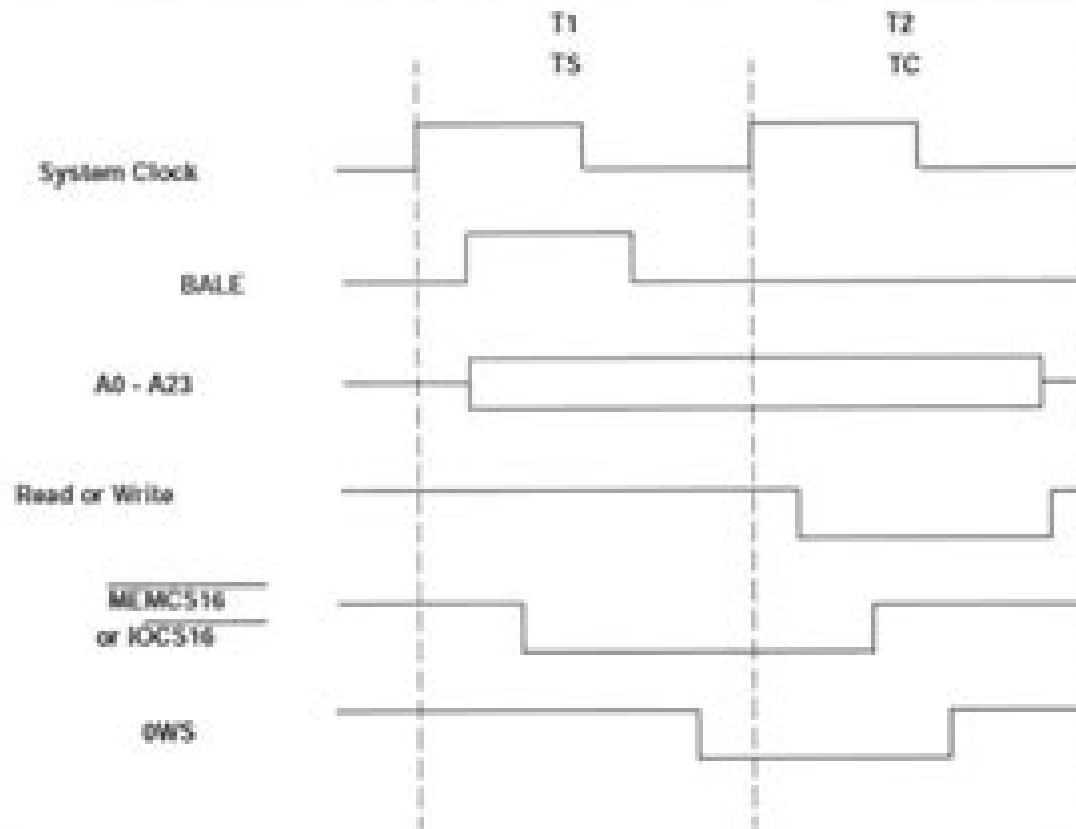 T1 T2
TS TC
System Clock
BALE
A0 - A23
Read or Write
MEMCS16
or IOCS16
0WS